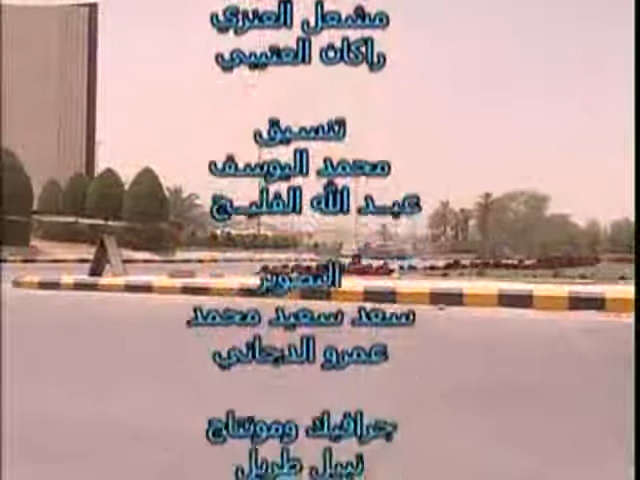 مشعل العنزي
راكان العتيبي
تنسيق
محمد اليوسف
عبد الله الفليح
التصوير
سعد سعيد محمد
عمرو الدجاني
جرافيك ومونتاج
نبيل طربل